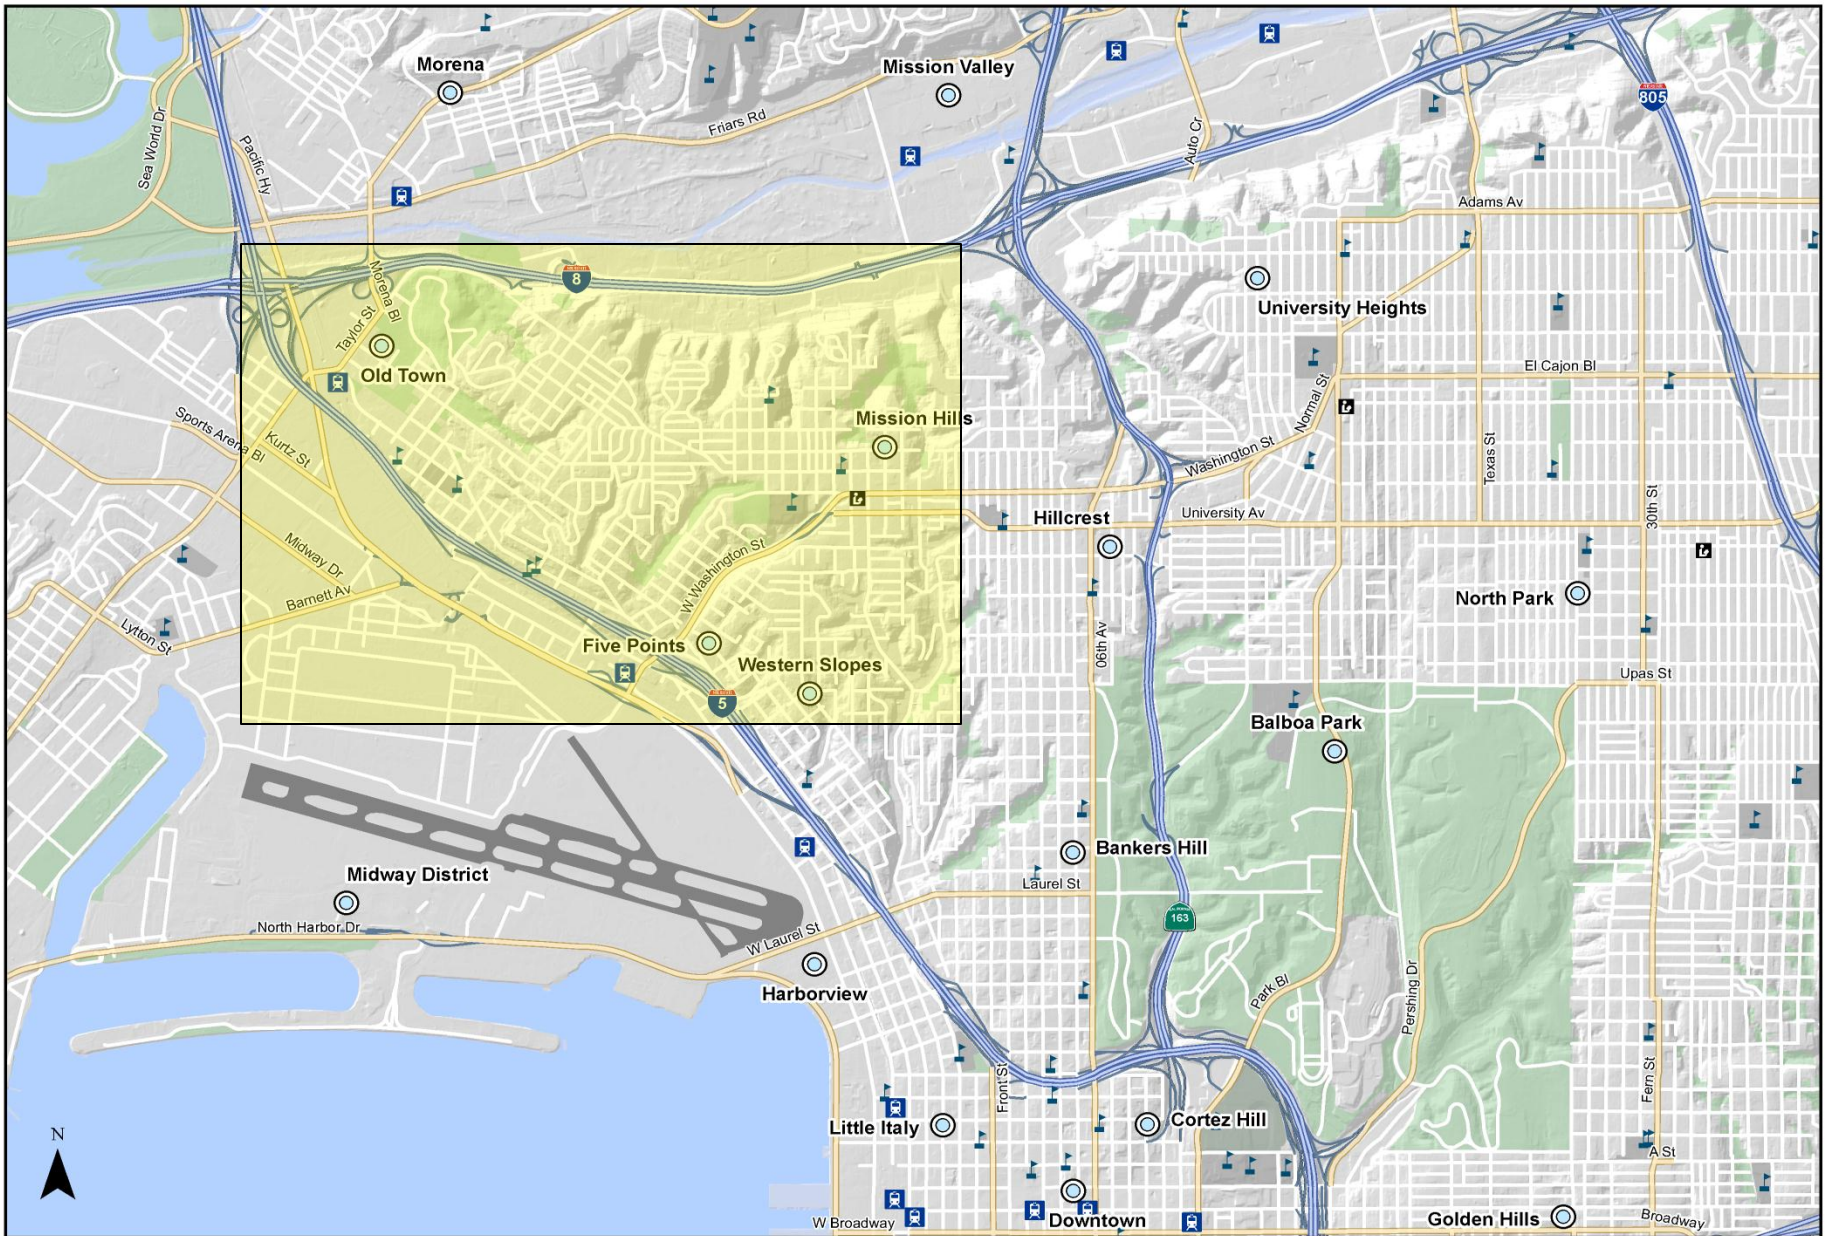 Morena
Mission Valley
805
Sea World Dr
Pacific Hy
Friars Rd
Auto Cr
Adams Av
Morena Bl
8
Taylor St
Old Town
University Heights
El Cajon Bl
Normal St
Sports Arena Bl
Kurtz St
Mission Hills
Washington St
Texas St
30th St
University Av
Hillcrest
Midway Dr
Barnett Av
W Washington St
Lytton St
North Park
Five Points
Western Slopes
06th Av
Upas St
5
Balboa Park
Bankers Hill
Midway District
Laurel St
163
North Harbor Dr
W Laurel St
Harborview
Park Bl
Pershing Dr
Front St
Fern St
Little Italy
Cortez Hill
N
A St
W Broadway
Downtown
Golden Hills
Broadway